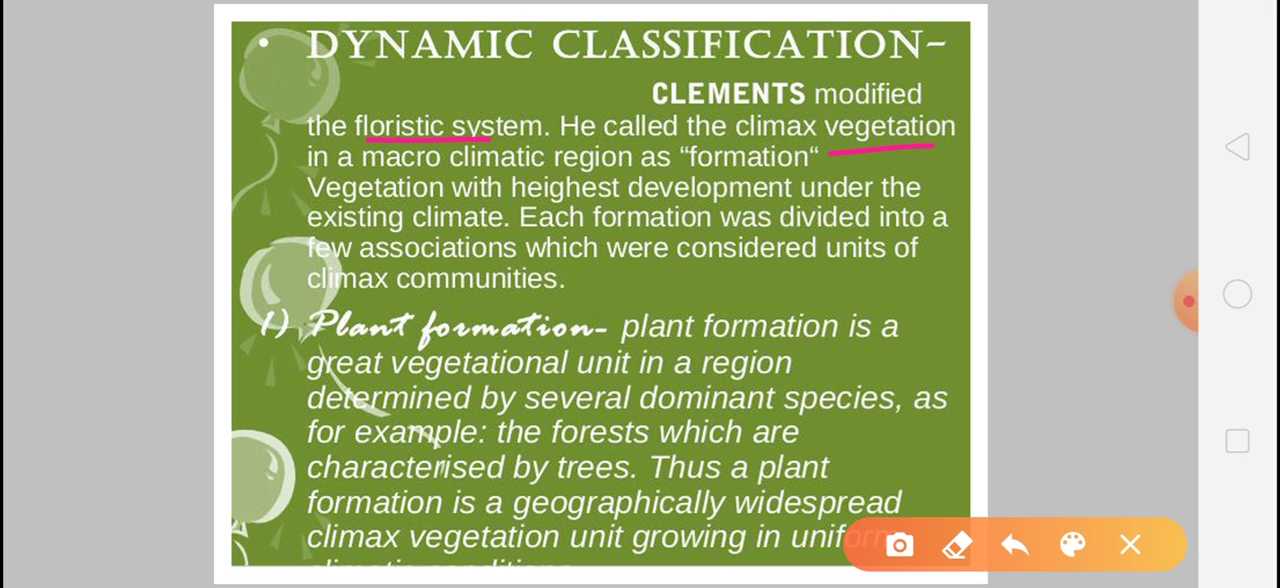 • DYNAMIC CLASSIFICATION-
CLEMENTS modified
the floristic system. He called the climax vegetation
in a macro climatic region as “formation“
Vegetation with heighest development under the
existing climate. Each formation was divided into a
few associations which were considered units of
climax communities.
1) Plant formation- plant formation is a
great vegetational unit in a region
determined by several dominant species, as
for example: the forests which are
characterised by trees. Thus a plant
formation is a geographically widespread
climax vegetation unit growing in uniform
climatic conditions